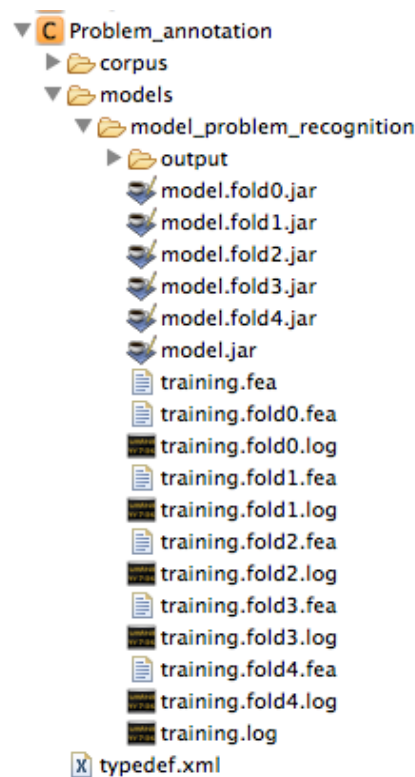 C Problem_annotation
corpus
models
model_problem_recognition
output
model.fold0.jar
model.fold1.jar
model.fold2.jar
model.fold3.jar
model.fold4.jar
model.jar
training.fea
training.fold0.fea
training.fold0.log
training.fold1.fea
training.fold1.log
training.fold2.fea
training.fold2.log
training.fold3.fea
training.fold3.log
training.fold4.fea
training.fold4.log
training.log
X typedef.xml